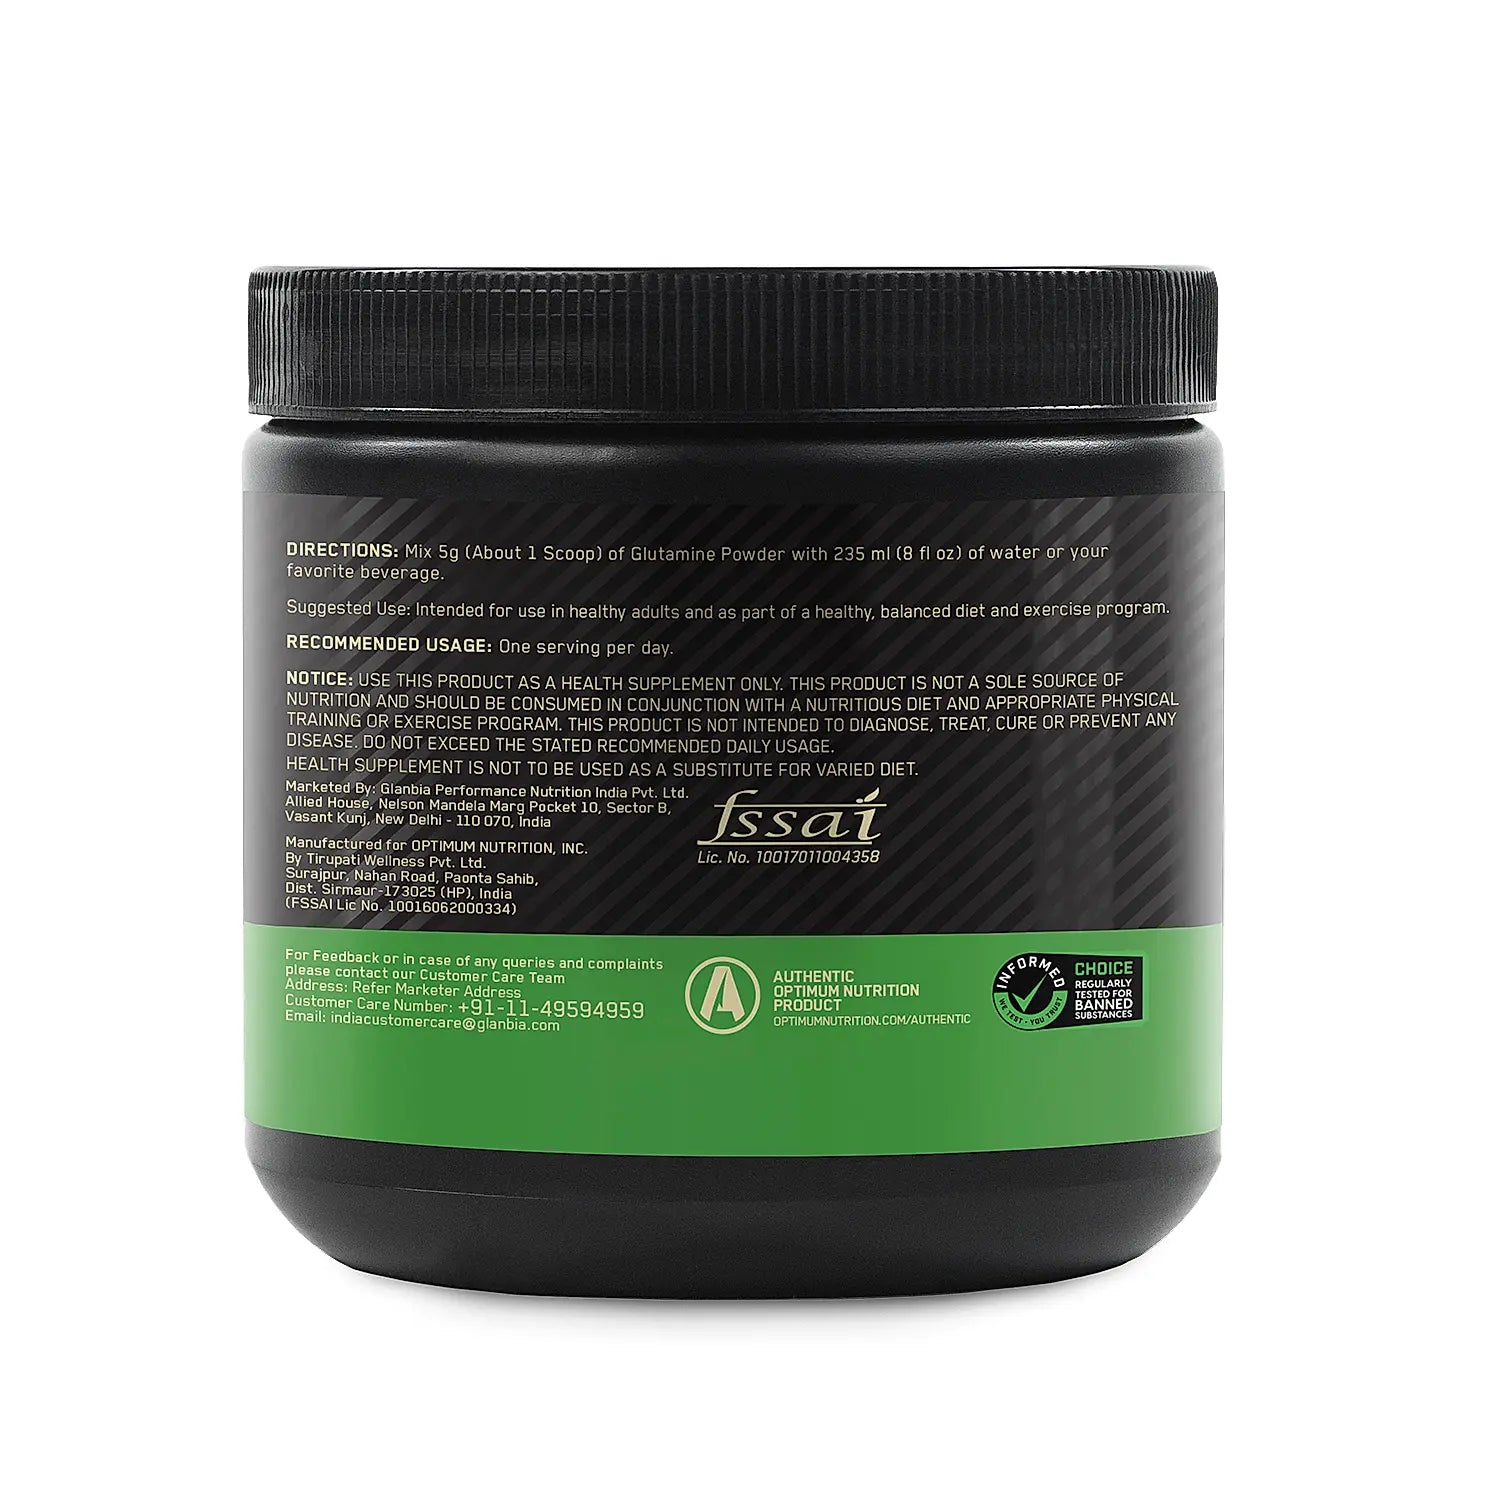 DIRECTIONS: Mix 5g (About 1 Scoop) of Glutamine Powder with 235 ml (8 fl oz) of water or your
favorite beverage.
Suggested Use: Intended for use in healthy adults and as part of a healthy, balanced diet and exercise program.
RECOMMENDED USAGE: One serving per day.
NOTICE: USE THIS PRODUCT AS A HEALTH SUPPLEMENT ONLY. THIS PRODUCT IS NOT A SOLE SOURCE OF
NUTRITION AND SHOULD BE CONSUMED IN CONJUNCTION WITH A NUTRITIOUS DIET AND APPROPRIATE PHYSICAL
TRAINING OR EXERCISE PROGRAM. THIS PRODUCT IS NOT INTENDED TO DIAGNOSE, TREAT, CURE OR PREVENT ANY
DISEASE. DO NOT EXCEED THE STATED RECOMMENDED DAILY USAGE.
HEALTH SUPPLEMENT IS NOT TO BE USED AS A SUBSTITUTE FOR VARIED DIET.
Marketed By: Glanbia Performance Nutrition India Pvt. Ltd.
Allied House, Nelson Mandela Marg Pocket 10, Sector B,
Vasant Kunj, New Delhi - 110 070, India
fssai
Lic. No. 10017011004358
Manufactured for OPTIMUM NUTRITION, INC.
By Tirupati Wellness Pvt. Ltd.
Surajpur, Nahan Road, Paonta Sahib,
Dist. Sirmaur-173025 (HP), India
(FSSAI Lic No. 10016062000334)
For Feedback or in case of any queries and complaints
please contact our Customer Care Team
Address: Refer Marketer Address
Customer Care Number: +91-11-49594959
Email: indiacustomercare@glanbia.com
AUTHENTIC
OPTIMUM NUTRITION
PRODUCT
OPTIMUMNUTRITION.COM/AUTHENTIC
INFORMED
WE TEST · YOU TRUST
CHOICE
REGULARLY
TESTED FOR
BANNED
SUBSTANCES